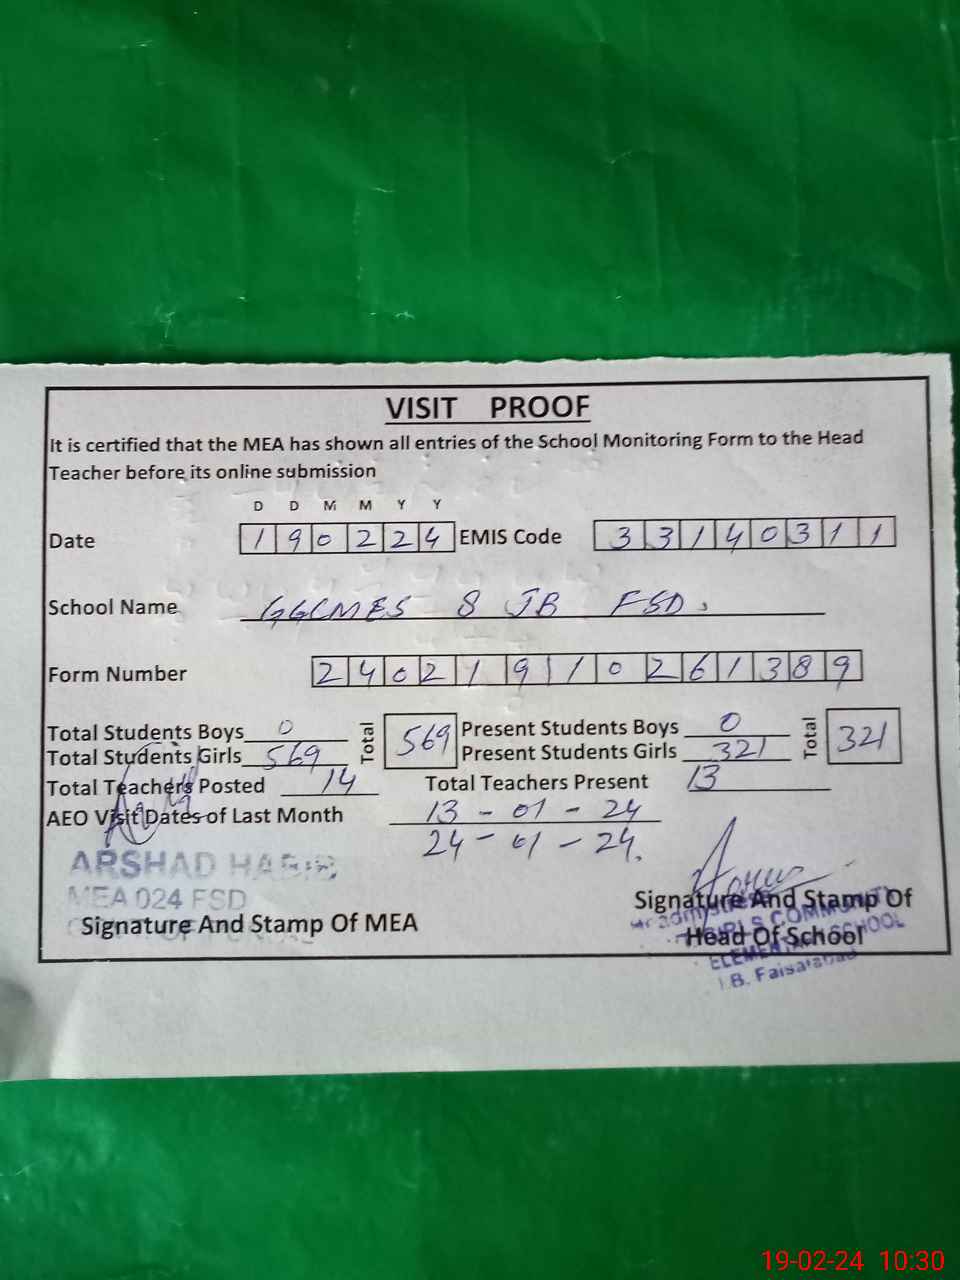 VISIT PROOF
It is certified that the MEA has shown all entries of the School Monitoring Form to the Head
Teacher before its online submission
D D M M Y Y
Date 190224 EMIS Code 33140311
School Name GGCMES 8 JB FSD.
Form Number 24021910261389
Total Students Boys 0 Total 569 Present Students Boys 0 Total 321
Total Students Girls 569 Present Students Girls 321
Total Teachers Posted 14 Total Teachers Present 13
AEO Visit Dates of Last Month 13-01-24
24-01-24.
ARSHAD HABIB
MEA 024 FSD
Signature And Stamp Of MEA
Signature And Stamp Of
Head Of School
GIRLS COMMUNITY
ELEMENTARY SCHOOL
J.B. Faisalabad
19-02-24 10:30